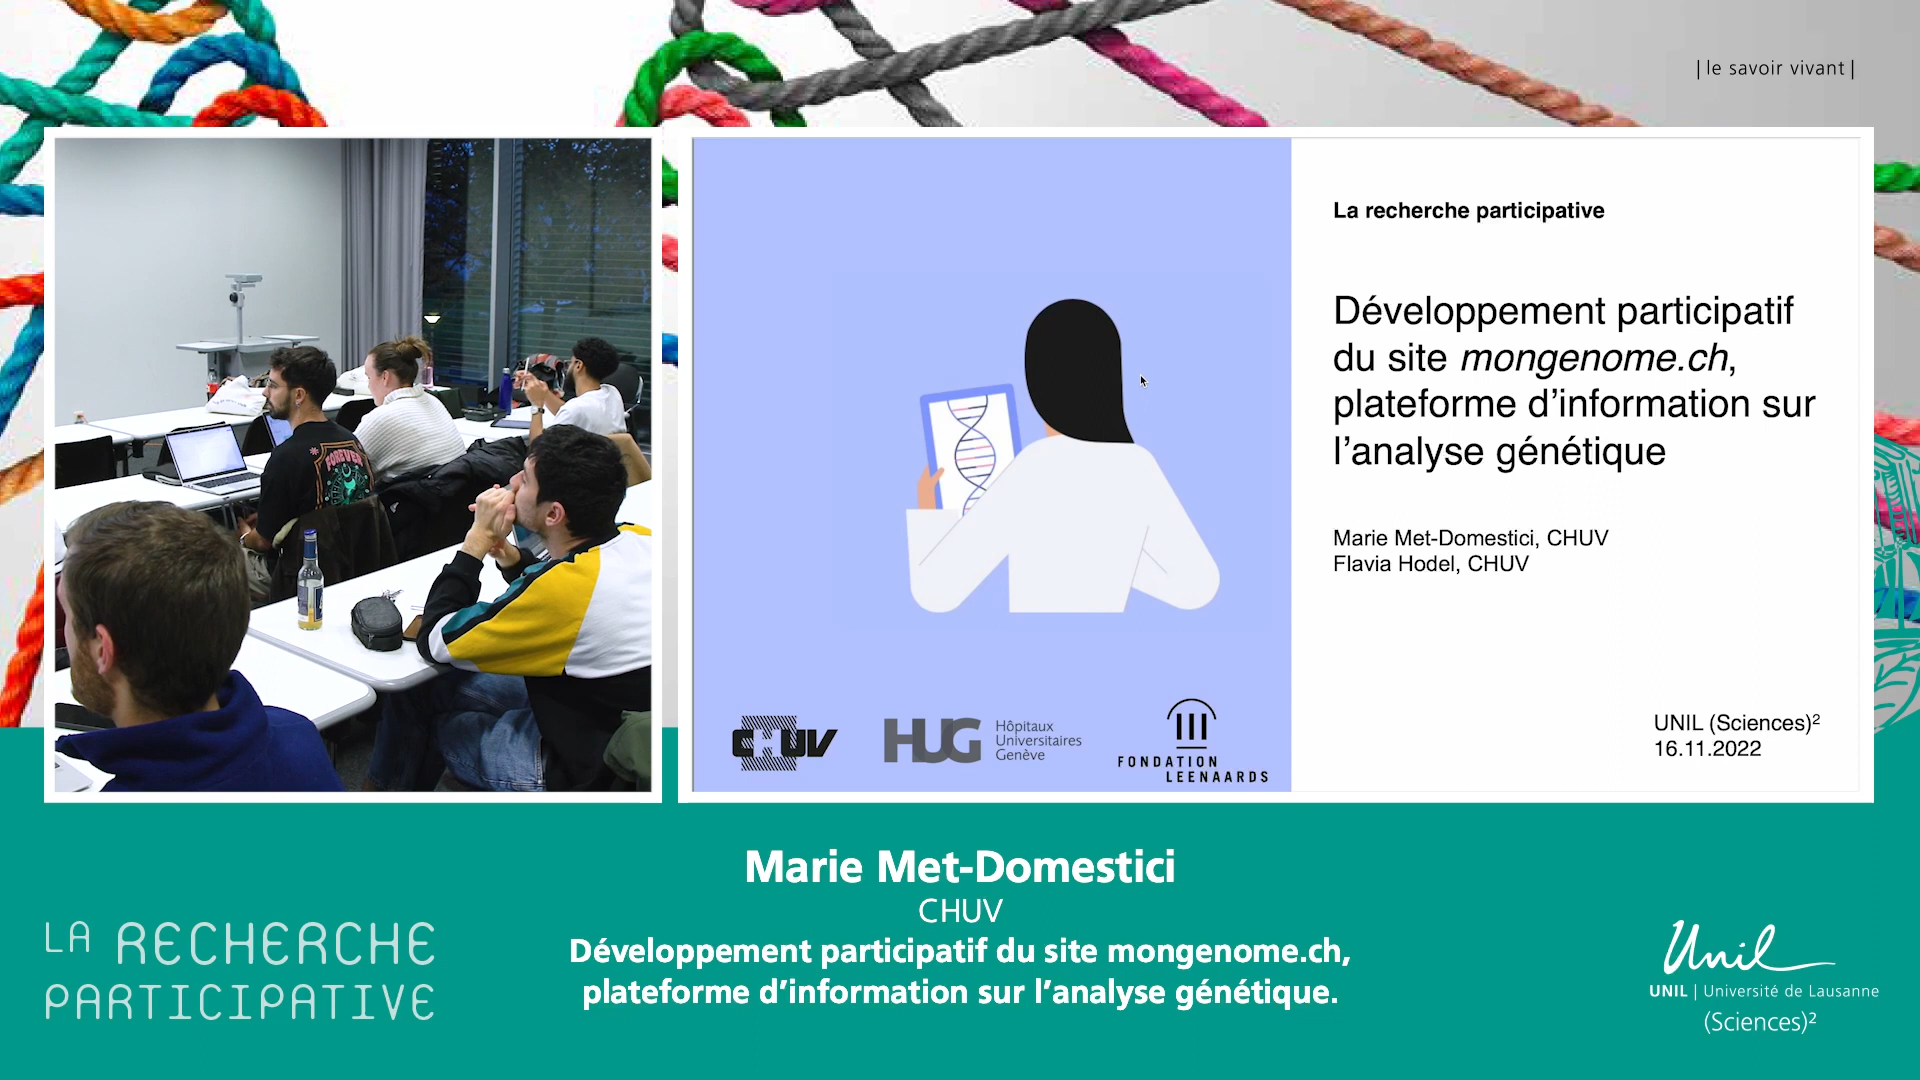 | le savoir vivant |
La recherche participative
Développement participatif
du site mongenome.ch,
plateforme d’information sur
l’analyse génétique
Marie Met-Domestici, CHUV
Flavia Hodel, CHUV
FOREVER
CHUV
HUG
Hôpitaux
Universitaires
Genève
FONDATION
LEENAARDS
UNIL (Sciences)²
16.11.2022
Marie Met-Domestici
CHUV
Développement participatif du site mongenome.ch,
plateforme d’information sur l’analyse génétique.
LA RECHERCHE
PARTICIPATIVE
Unil
UNIL | Université de Lausanne
(Sciences)²